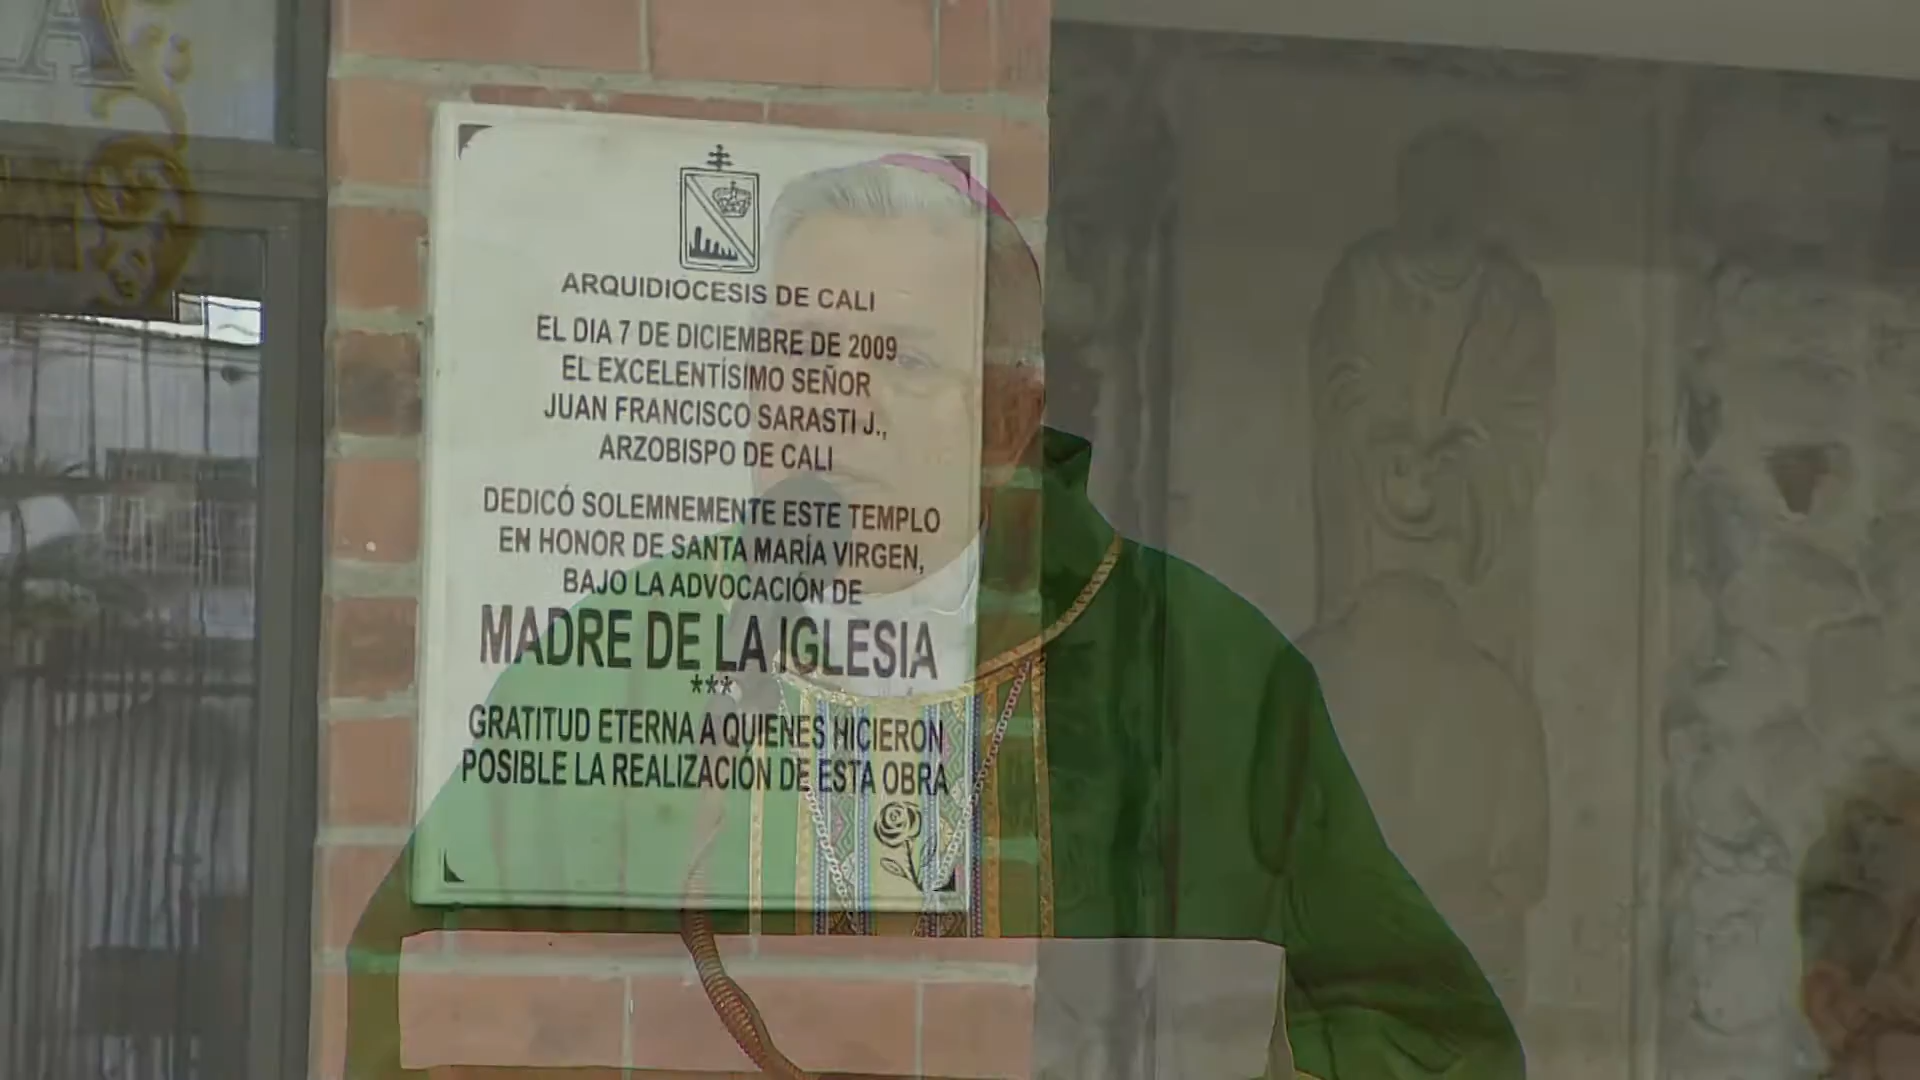 A
ARQUIDIOCESIS DE CALI
EL DIA 7 DE DICIEMBRE DE 2009
EL EXCELENTÍSIMO SEÑOR
JUAN FRANCISCO SARASTI J.,
ARZOBISPO DE CALI
DEDICÓ SOLEMNEMENTE ESTE TEMPLO
EN HONOR DE SANTA MARÍA VIRGEN,
BAJO LA ADVOCACIÓN DE
MADRE DE LA IGLESIA
***
GRATITUD ETERNA A QUIENES HICIERON
POSIBLE LA REALIZACIÓN DE ESTA OBRA